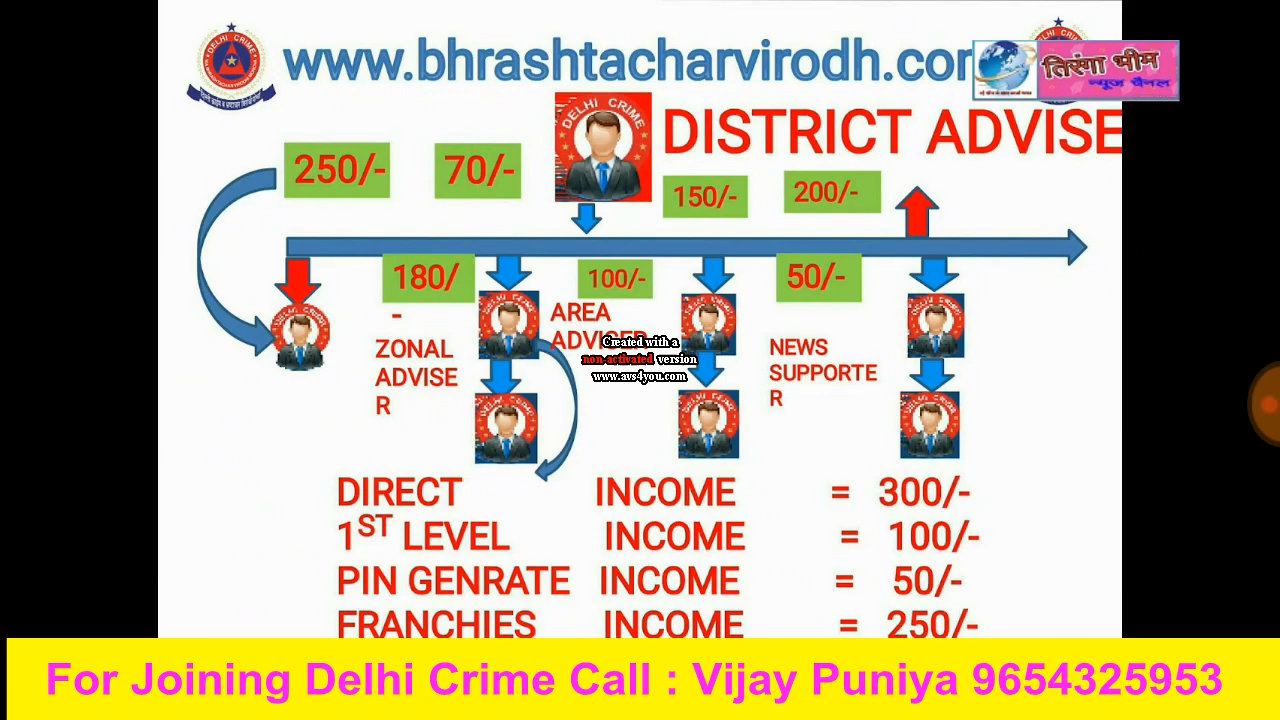 www.bhrashtacharvirodh.com
तिरंगा भीम
न्यूज चैनल
DELHI CRIME
DISTRICT ADVISE
250/-
70/-
150/-
200/-
180/
-
100/-
50/-
ZONAL
ADVISE
R
AREA
ADVISER
NEWS
SUPPORTE
R
Created with a
non-activated version
www.avs4you.com
DIRECT INCOME = 300/-
1ST LEVEL INCOME = 100/-
PIN GENRATE INCOME = 50/-
FRANCHIES INCOME = 250/-
For Joining Delhi Crime Call : Vijay Puniya 9654325953